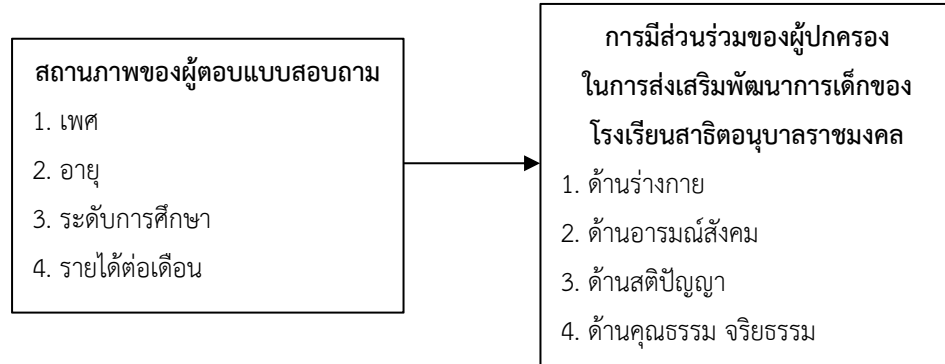 สถานภาพของผู้ตอบแบบสอบถาม
1. เพศ
2. อายุ
3. ระดับการศึกษา
4. รายได้ต่อเดือน
การมีส่วนร่วมของผู้ปกครอง
ในการส่งเสริมพัฒนาการเด็กของ
โรงเรียนสาธิตอนุบาลราชมงคล
1. ด้านร่างกาย
2. ด้านอารมณ์สังคม
3. ด้านสติปัญญา
4. ด้านคุณธรรม จริยธรรม